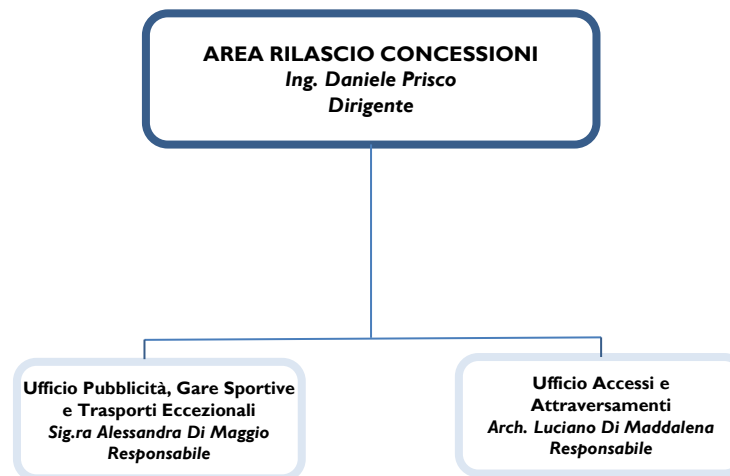 AREA RILASCIO CONCESSIONI
Ing. Daniele Prisco
Dirigente
Ufficio Pubblicità, Gare Sportive
e Trasporti Eccezionali
Sig.ra Alessandra Di Maggio
Responsabile
Ufficio Accessi e
Attraversamenti
Arch. Luciano Di Maddalena
Responsabile